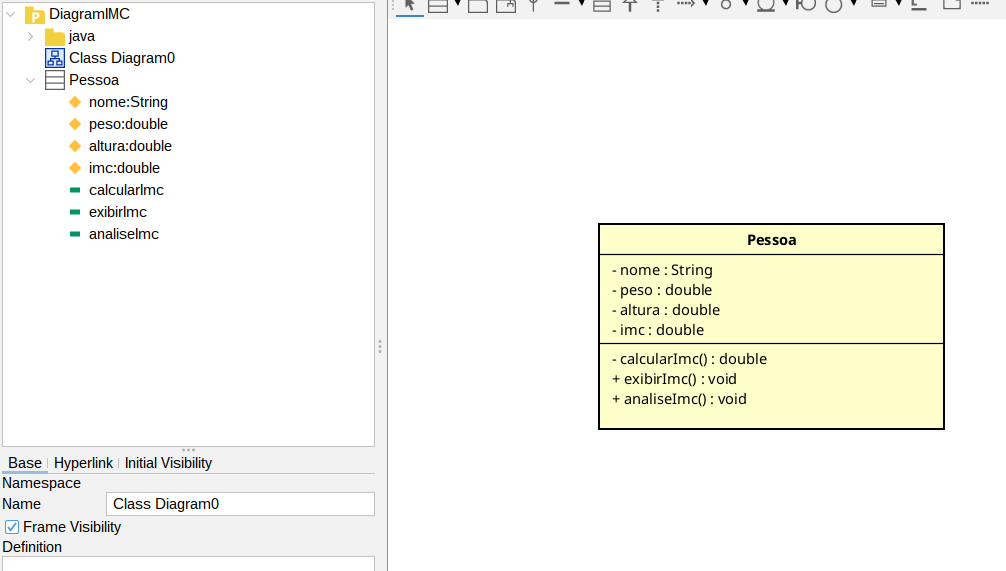 P DiagramIMC
java
Class Diagram0
Pessoa
nome:String
peso:double
altura:double
imc:double
calcularImc
exibirImc
analiseImc
Base Hyperlink Initial Visibility
Namespace
Name Class Diagram0
Frame Visibility
Definition
Pessoa
- nome : String
- peso : double
- altura : double
- imc : double
- calcularImc() : double
+ exibirImc() : void
+ analiseImc() : void